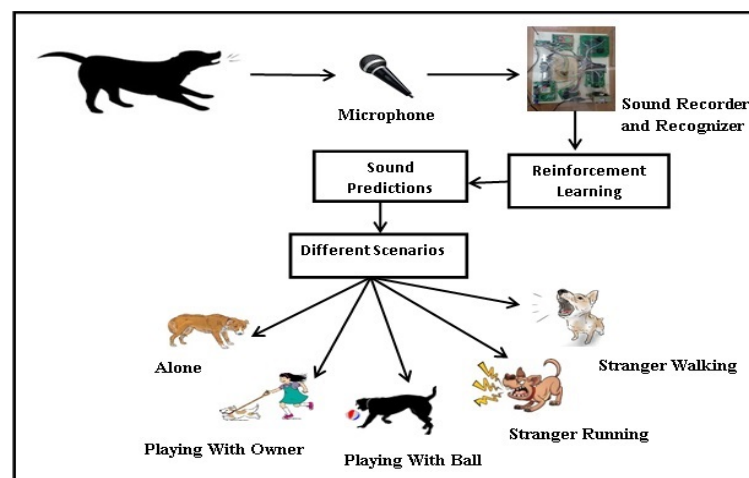 Microphone
Sound Recorder
and Recognizer
Sound
Predictions
Reinforcement
Learning
Different Scenarios
Alone
Stranger Walking
Playing With Owner
Playing With Ball
Stranger Running